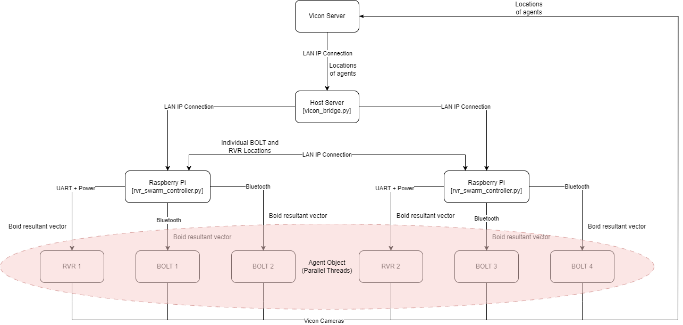 Locations
of agents
Vicon Server
LAN IP Connection
Locations
of agents
Host Server
[vicon_bridge.py]
LAN IP Connection
LAN IP Connection
Individual BOLT and
RVR Locations
LAN IP Connection
Raspberry Pi
[rvr_swarm_controller.py]
Raspberry Pi
[rvr_swarm_controller.py]
UART + Power
Bluetooth
UART + Power
Bluetooth
Bluetooth
Bluetooth
Boid resultant vector
Boid resultant vector
Boid resultant vector
Boid resultant vector
Boid resultant vector
Boid resultant vector
RVR 1
BOLT 1
BOLT 2
Agent Object
(Parallel Threads)
RVR 2
BOLT 3
BOLT 4
Vicon Cameras